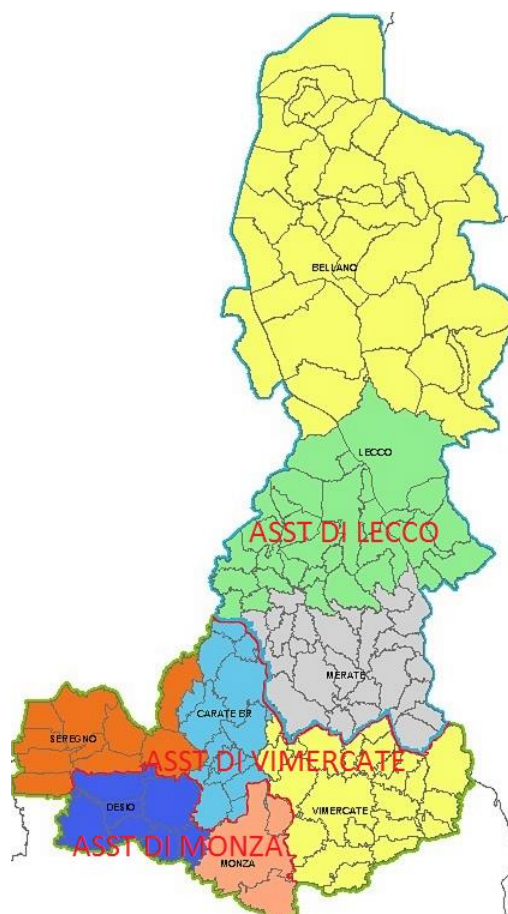 BELLANO
LECCO
ASST DI LECCO
MERATE
CARATE BR
SEREGNO
ASST DI VIMERCATE
DESIO
VIMERCATE
ASST DI MONZA
MONZA